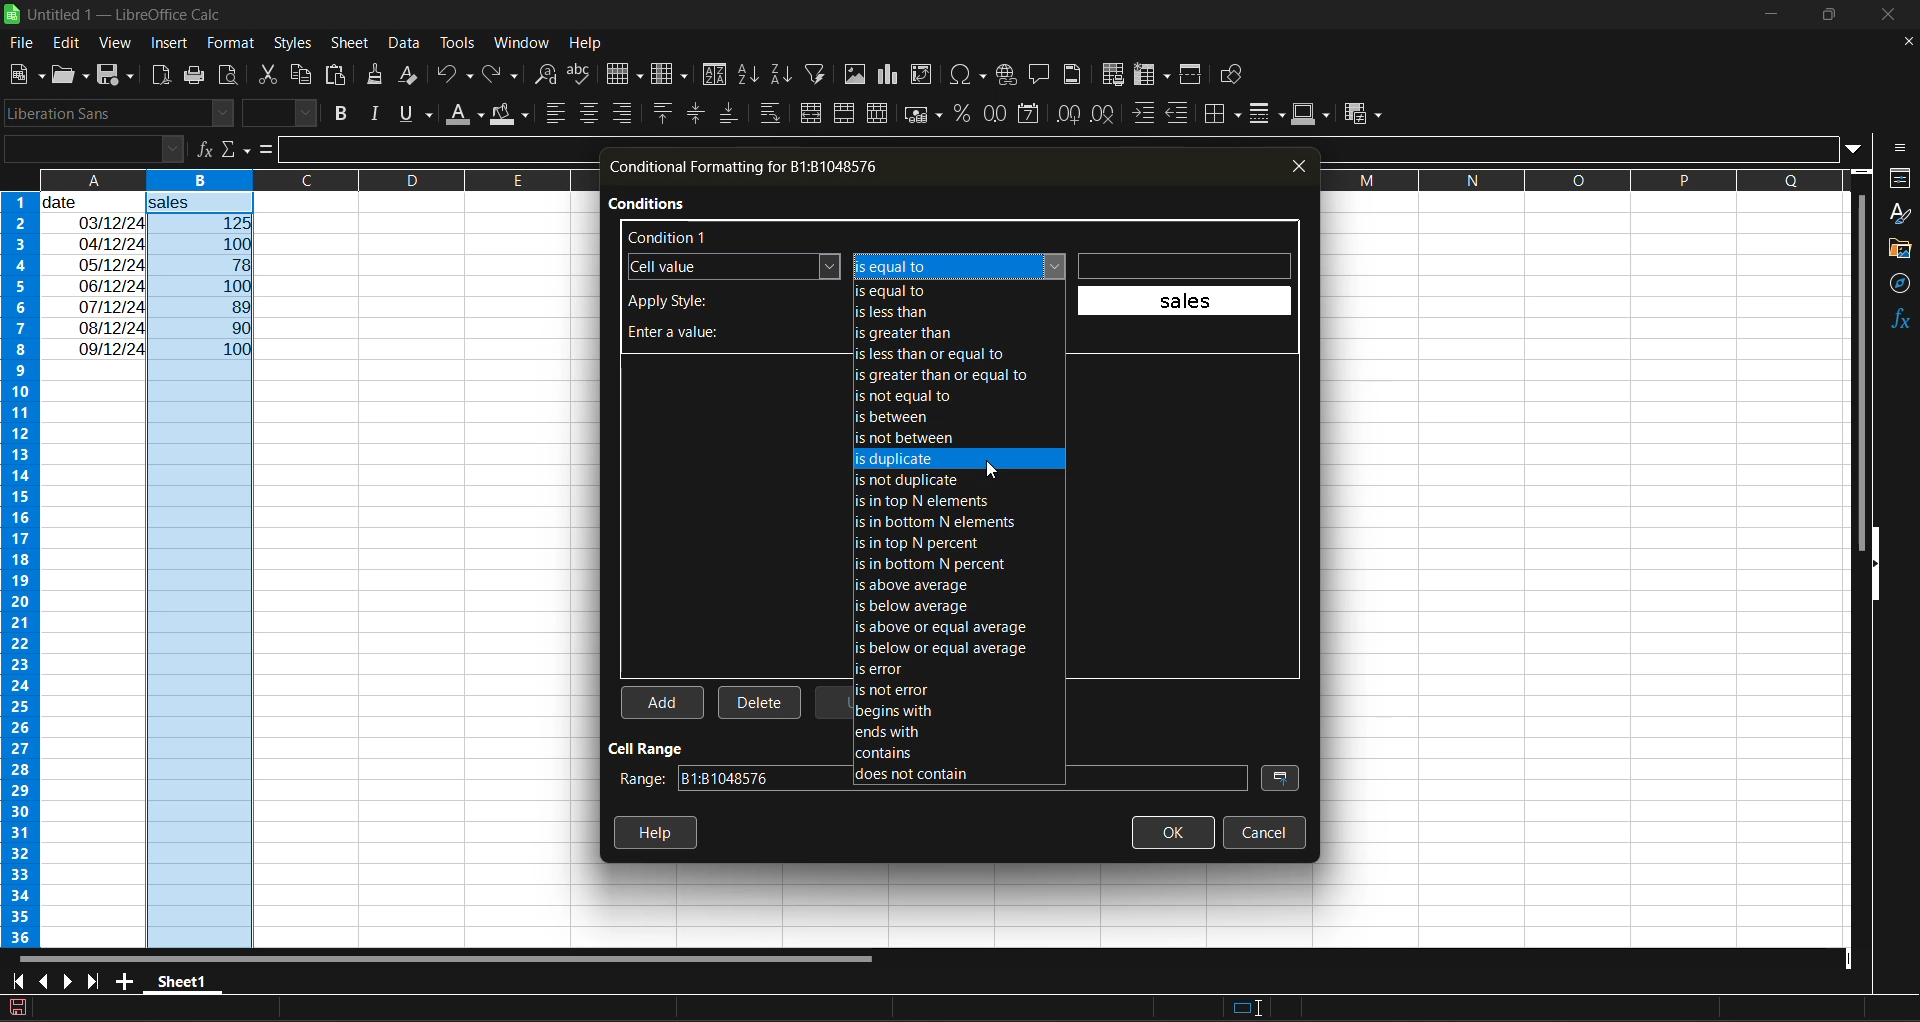 Untitled 1 — LibreOffice Calc
File Edit View Insert Format Styles Sheet Data Tools Window Help
Liberation Sans
A B C D E M N O P Q
1 date sales
2 03/12/24 125
3 04/12/24 100
4 05/12/24 78
5 06/12/24 100
6 07/12/24 89
7 08/12/24 90
8 09/12/24 100
9
10
11
12
13
14
15
16
17
18
19
20
21
22
23
24
25
26
27
28
29
30
31
32
33
34
35
36
Conditional Formatting for B1:B1048576
Conditions
Condition 1
Cell value is equal to
Apply Style: sales
Enter a value:
is equal to
is less than
is greater than
is less than or equal to
is greater than or equal to
is not equal to
is between
is not between
is duplicate
is not duplicate
is in top N elements
is in bottom N elements
is in top N percent
is in bottom N percent
is above average
is below average
is above or equal average
is below or equal average
is error
is not error
begins with
ends with
contains
does not contain
Add Delete
Cell Range
Range: B1:B1048576
Help OK Cancel
Sheet1